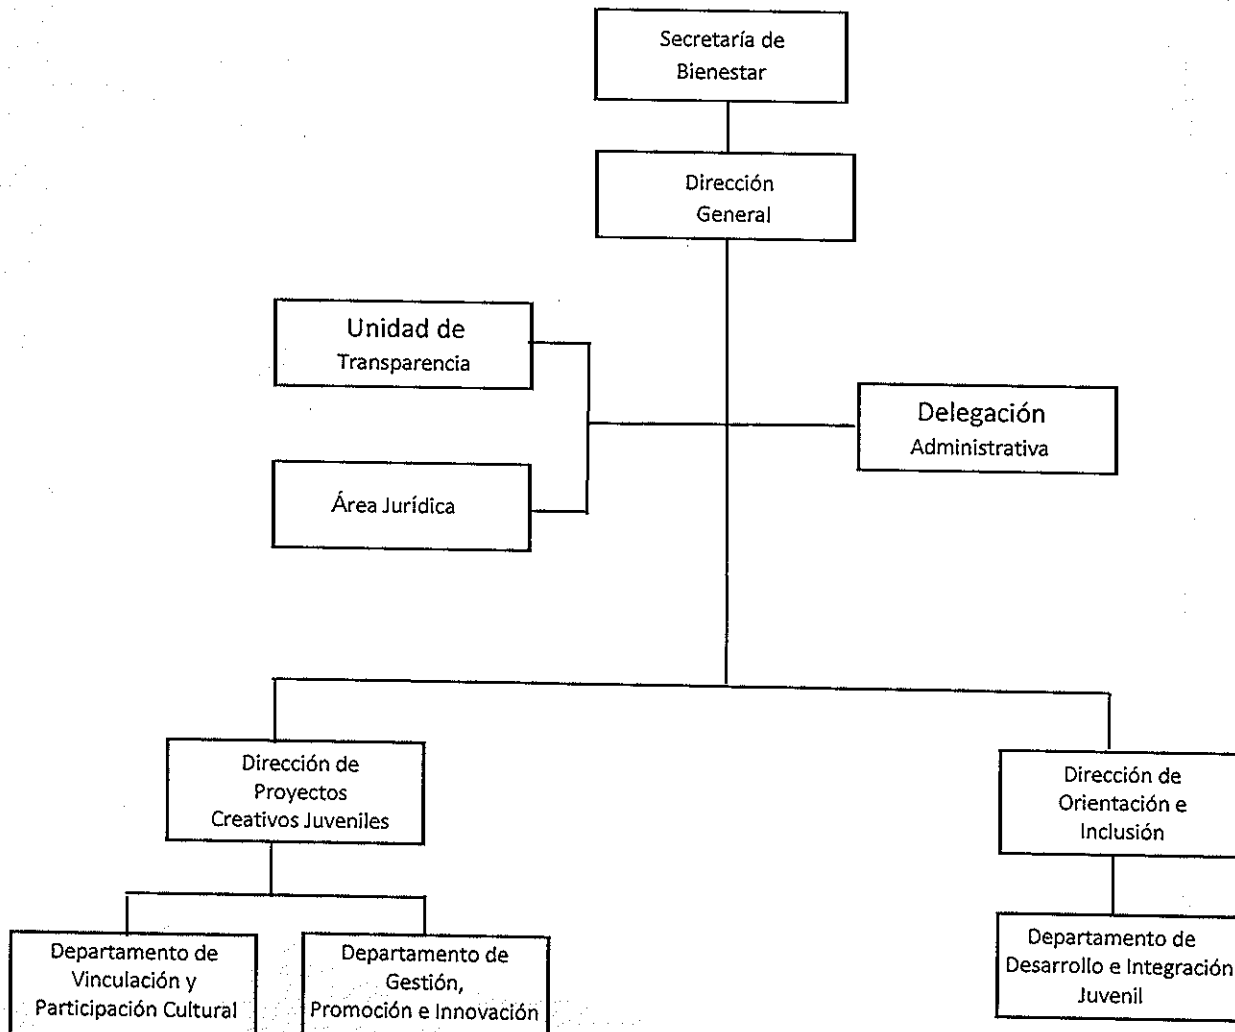 Secretaría de
Bienestar
Dirección
General
Unidad de
Transparencia
Delegación
Administrativa
Área Jurídica
Dirección de
Proyectos
Creativos Juveniles
Dirección de
Orientación e
Inclusión
Departamento de
Vinculación y
Participación Cultural
Departamento de
Gestión,
Promoción e Innovación
Departamento de
Desarrollo e Integración
Juvenil